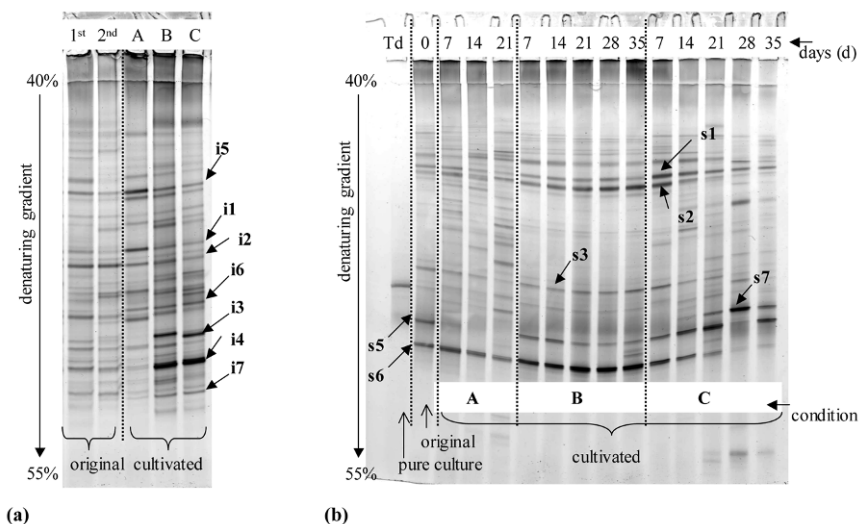 1st 2nd A B C
40%
i5
i1
i2
i6
i3
i4
i7
denaturing gradient
55%
original cultivated
(a)
Td 0 7 14 21 7 14 21 28 35 7 14 21 28 35 days (d)
40%
s1
s2
s3
s7
s5
s6
denaturing gradient
A B C condition
original
pure culture
cultivated
55%
(b)